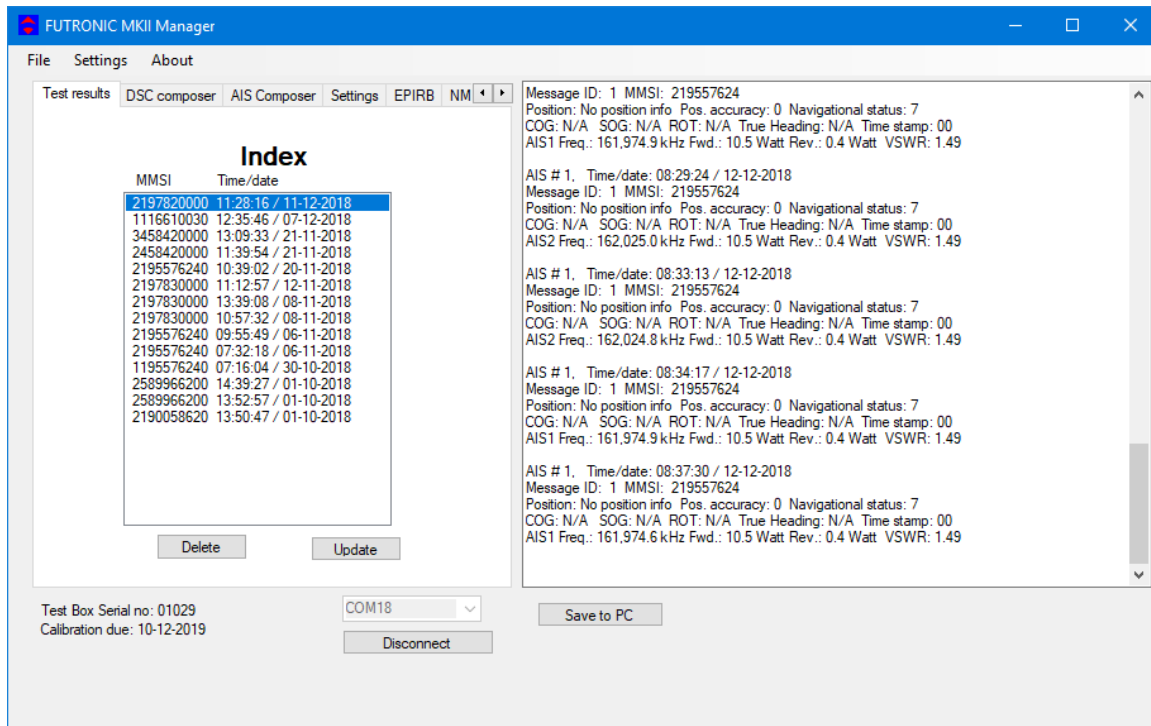 FUTRONIC MKII Manager
File Settings About
Test results DSC composer AIS Composer Settings EPIRB NM
Index
MMSI Time/date
2197820000 11:28:16 / 11-12-2018
1116610030 12:35:46 / 07-12-2018
3458420000 13:09:33 / 21-11-2018
2458420000 11:39:54 / 21-11-2018
2195576240 10:39:02 / 20-11-2018
2197830000 11:12:57 / 12-11-2018
2197830000 13:39:08 / 08-11-2018
2197830000 10:57:32 / 08-11-2018
2195576240 09:55:49 / 06-11-2018
2195576240 07:32:18 / 06-11-2018
1195576240 07:16:04 / 30-10-2018
2589966200 14:39:27 / 01-10-2018
2589966200 13:52:57 / 01-10-2018
2190058620 13:50:47 / 01-10-2018
Delete Update
Message ID: 1 MMSI: 219557624
Position: No position info Pos. accuracy: 0 Navigational status: 7
COG: N/A SOG: N/A ROT: N/A True Heading: N/A Time stamp: 00
AIS1 Freq.: 161,974.9 kHz Fwd.: 10.5 Watt Rev.: 0.4 Watt VSWR: 1.49
AIS # 1, Time/date: 08:29:24 / 12-12-2018
Message ID: 1 MMSI: 219557624
Position: No position info Pos. accuracy: 0 Navigational status: 7
COG: N/A SOG: N/A ROT: N/A True Heading: N/A Time stamp: 00
AIS2 Freq.: 162,025.0 kHz Fwd.: 10.5 Watt Rev.: 0.4 Watt VSWR: 1.49
AIS # 1, Time/date: 08:33:13 / 12-12-2018
Message ID: 1 MMSI: 219557624
Position: No position info Pos. accuracy: 0 Navigational status: 7
COG: N/A SOG: N/A ROT: N/A True Heading: N/A Time stamp: 00
AIS2 Freq.: 162,024.8 kHz Fwd.: 10.5 Watt Rev.: 0.4 Watt VSWR: 1.49
AIS # 1, Time/date: 08:34:17 / 12-12-2018
Message ID: 1 MMSI: 219557624
Position: No position info Pos. accuracy: 0 Navigational status: 7
COG: N/A SOG: N/A ROT: N/A True Heading: N/A Time stamp: 00
AIS1 Freq.: 161,974.9 kHz Fwd.: 10.5 Watt Rev.: 0.4 Watt VSWR: 1.49
AIS # 1, Time/date: 08:37:30 / 12-12-2018
Message ID: 1 MMSI: 219557624
Position: No position info Pos. accuracy: 0 Navigational status: 7
COG: N/A SOG: N/A ROT: N/A True Heading: N/A Time stamp: 00
AIS1 Freq.: 161,974.6 kHz Fwd.: 10.5 Watt Rev.: 0.4 Watt VSWR: 1.49
Test Box Serial no: 01029
Calibration due: 10-12-2019
COM18
Disconnect
Save to PC